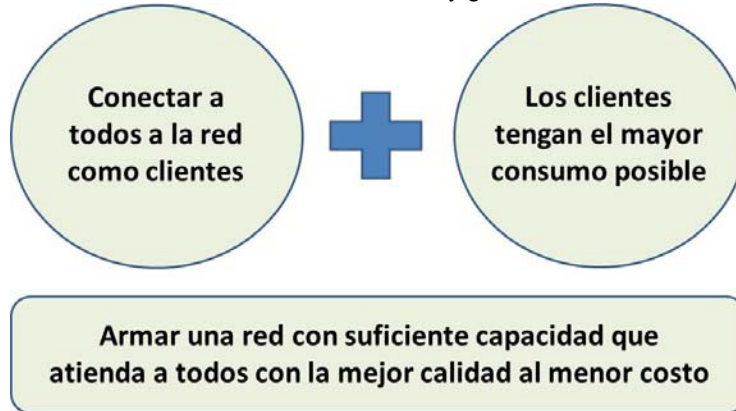 Conectar a
todos a la red
como clientes
Los clientes
tengan el mayor
consumo posible
Armar una red con suficiente capacidad que
atienda a todos con la mejor calidad al menor costo